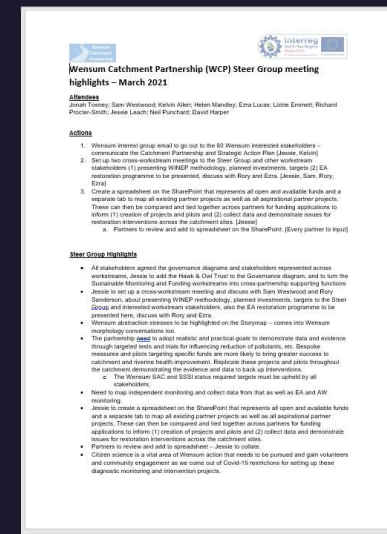 Wensum
Catchment
Partnership
interreg
Wensum Catchment Partnership (WCP) Steer Group meeting
highlights – March 2021
Attendees
Jonah Tosney; Sam Westwood; Kelvin Allen; Helen Mandley; Ezra Lucas; Lizzie Emmett; Richard
Procter-Smith; Jessie Leach; Neil Punchard; David Harper
Actions
1. Wensum interest group email to go out to the 80 Wensum interested stakeholders –
communicate the Catchment Partnership and Strategic Action Plan [Jessie, Kelvin]
2. Set up two cross-workstream meetings to the Steer Group and other workstream
stakeholders (1) presenting WINEP methodology, planned investments, targets (2) EA
restoration programme to be presented, discuss with Rory and Ezra. [Jessie, Sam, Rory,
Ezra]
3. Create a spreadsheet on the SharePoint that represents all open and available funds and a
separate tab to map all existing partner projects as well as all aspirational partner projects.
These can then be compared and tied together across partners for funding applications to
inform (1) creation of projects and pilots and (2) collect data and demonstrate issues for
restoration interventions across the catchment sites. [Jessie]
a. Partners to review and add to spreadsheet on the SharePoint. [Every partner to input]
Steer Group Highlights
• All stakeholders agreed the governance diagrams and stakeholders represented across
workstreams, Jessie to add the Hawk & Owl Trust to the Governance diagram, and to turn the
Sustainable Monitoring and Funding workstreams into cross-partnership supporting functions
• Jessie to set up a cross-workstream meeting and discuss with Sam Westwood and Rory
Sanderson, about presenting WINEP methodology, planned investments, targets to the Steer
Group and interested workstream stakeholders, also the EA restoration programme to be
presented here, discuss with Rory and Ezra.
• Wensum abstraction stresses to be highlighted on the Storymap – comes into Wensum
morphology conversations too.
• The partnership need to adopt realistic and practical goals to demonstrate data and evidence
through targeted tests and trials for influencing reduction of pollutants, etc. Bespoke
measures and pilots targeting specific funds are more likely to bring greater success to
catchment and riverine health improvement. Replicate these projects and pilots throughout
the catchment demonstrating the evidence and data to back up interventions.
o The Wensum SAC and SSSI status required targets must be upheld by all
stakeholders.
• Need to map independent monitoring and collect data from that as well as EA and AW
monitoring.
• Jessie to create a spreadsheet on the SharePoint that represents all open and available funds
and a separate tab to map all existing partner projects as well as all aspirational partner
projects. These can then be compared and tied together across partners for funding
applications to inform (1) creation of projects and pilots and (2) collect data and demonstrate
issues for restoration interventions across the catchment sites.
• Partners to review and add to spreadsheet – Jessie to collate.
• Citizen science is a vital area of Wensum action that needs to be pursued and gain volunteers
and community engagement as we come out of Covid-19 restrictions for setting up these
diagnostic monitoring and intervention projects.